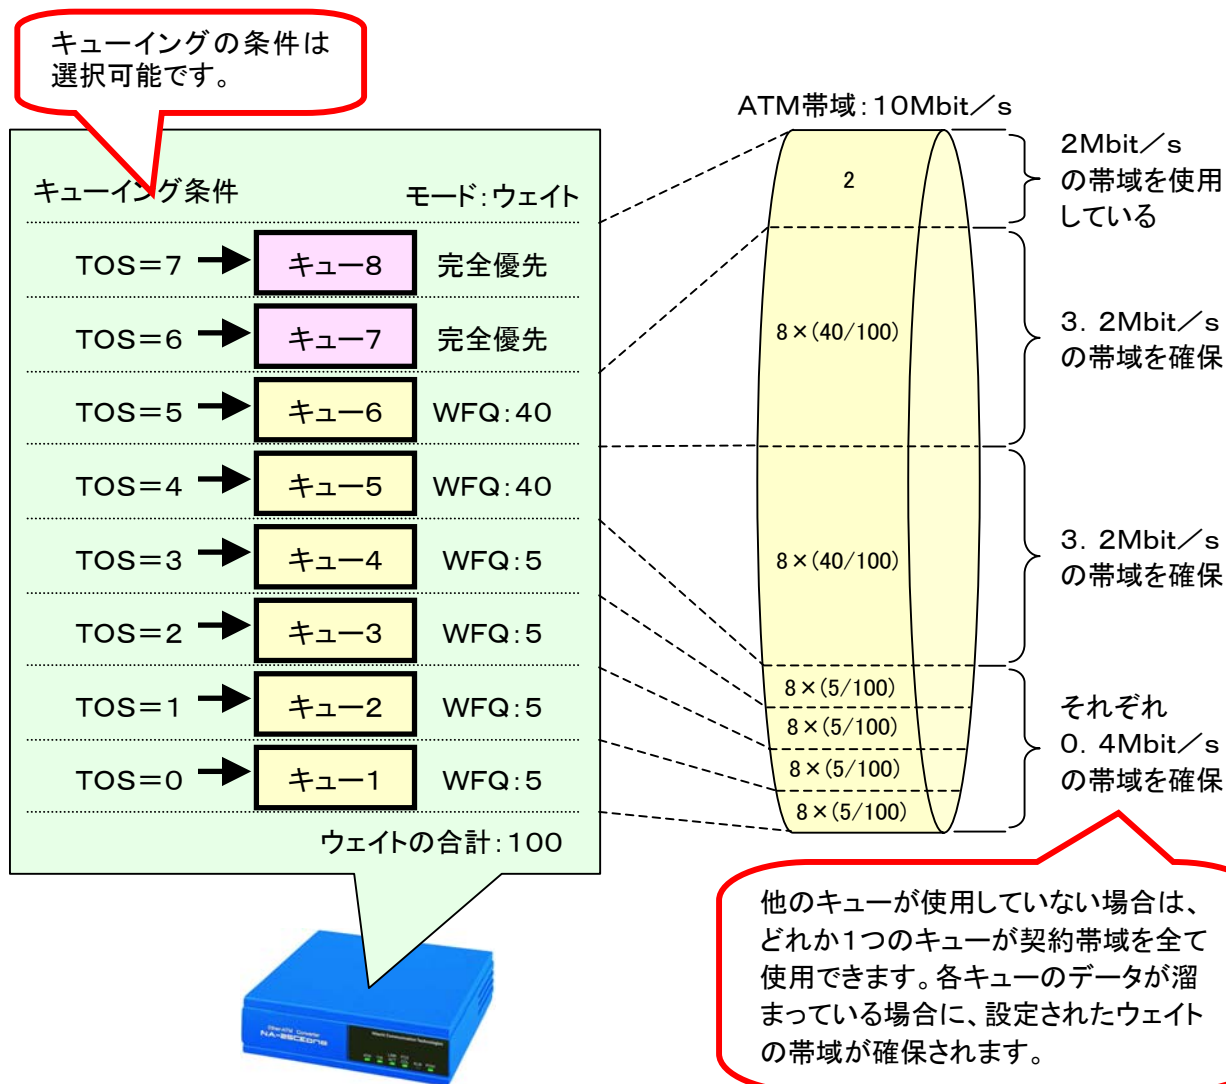 キューイングの条件は
選択可能です。
キューイング条件
モード:ウェイト
TOS=7
キュー8
完全優先
TOS=6
キュー7
完全優先
TOS=5
キュー6
WFQ:40
TOS=4
キュー5
WFQ:40
TOS=3
キュー4
WFQ:5
TOS=2
キュー3
WFQ:5
TOS=1
キュー2
WFQ:5
TOS=0
キュー1
WFQ:5
ウェイトの合計:100
ATM帯域:10Mbit/s
2
8×(40/100)
8×(40/100)
8×(5/100)
8×(5/100)
8×(5/100)
8×(5/100)
2Mbit/s
の帯域を使用
している
3.2Mbit/s
の帯域を確保
3.2Mbit/s
の帯域を確保
それぞれ
0.4Mbit/s
の帯域を確保
他のキューが使用していない場合は、
どれか1つのキューが契約帯域を全て
使用できます。各キューのデータが溜
まっている場合に、設定されたウェイト
の帯域が確保されます。
Hitachi Communication Technologies